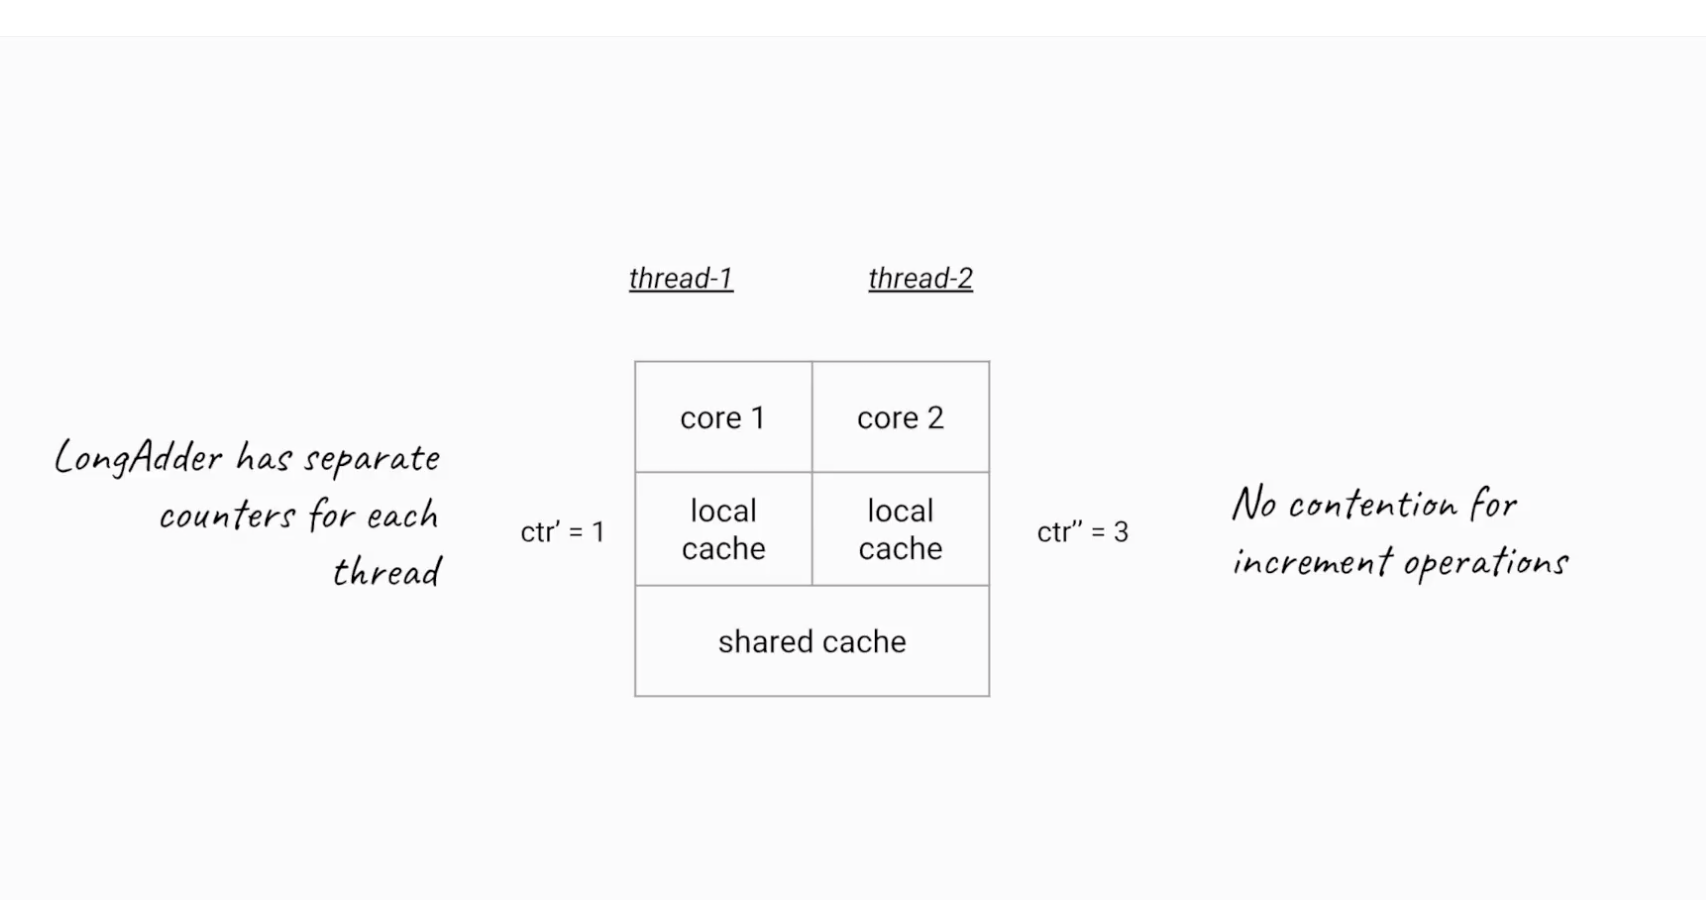 thread-1
thread-2
core 1
core 2
LongAdder has separate
counters for each
thread
ctr' = 1
local
cache
local
cache
ctr'' = 3
No contention for
increment operations
shared cache